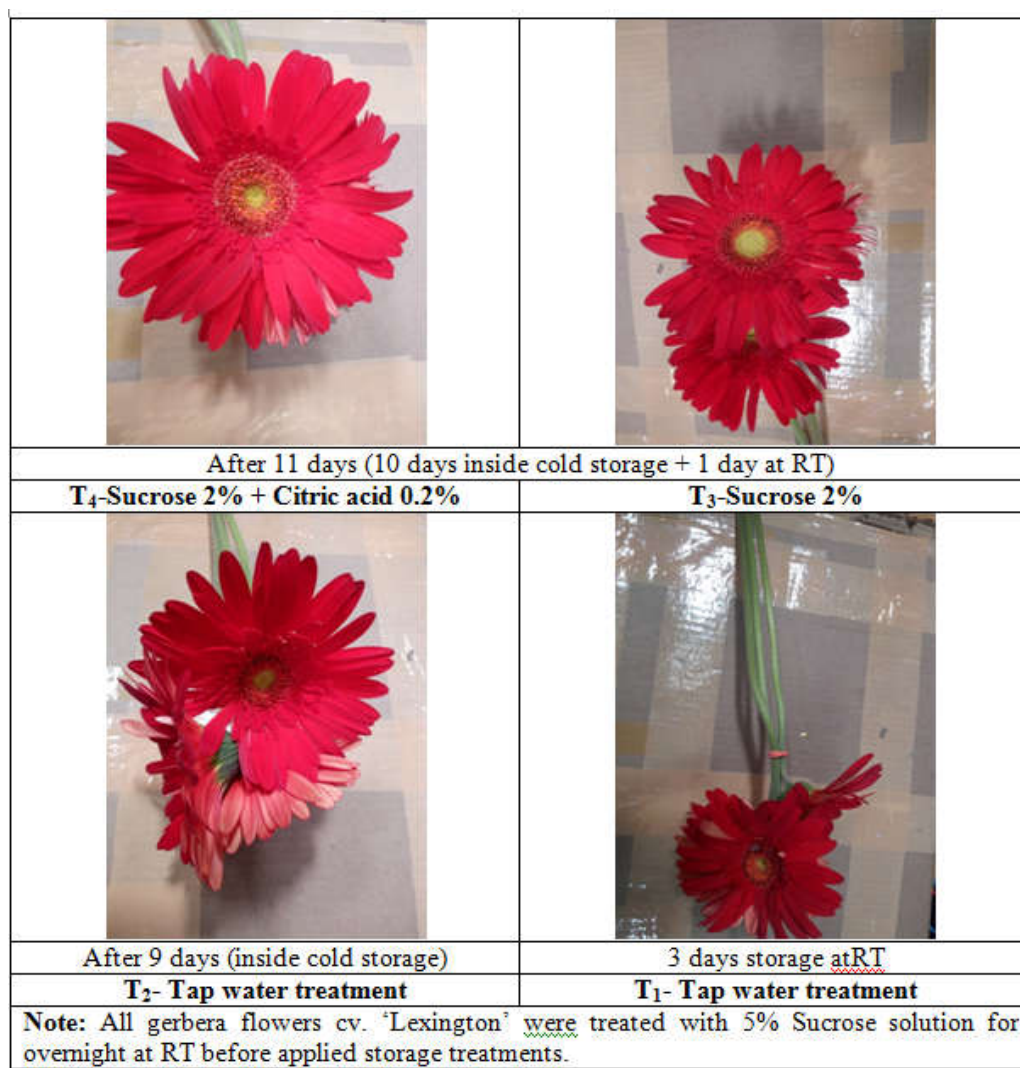 After 11 days (10 days inside cold storage + 1 day at RT)
T₄-Sucrose 2% + Citric acid 0.2%
T₃-Sucrose 2%
After 9 days (inside cold storage)
3 days storage atRT
T₂- Tap water treatment
T₁- Tap water treatment
Note: All gerbera flowers cv. ‘Lexington’ were treated with 5% Sucrose solution for
overnight at RT before applied storage treatments.